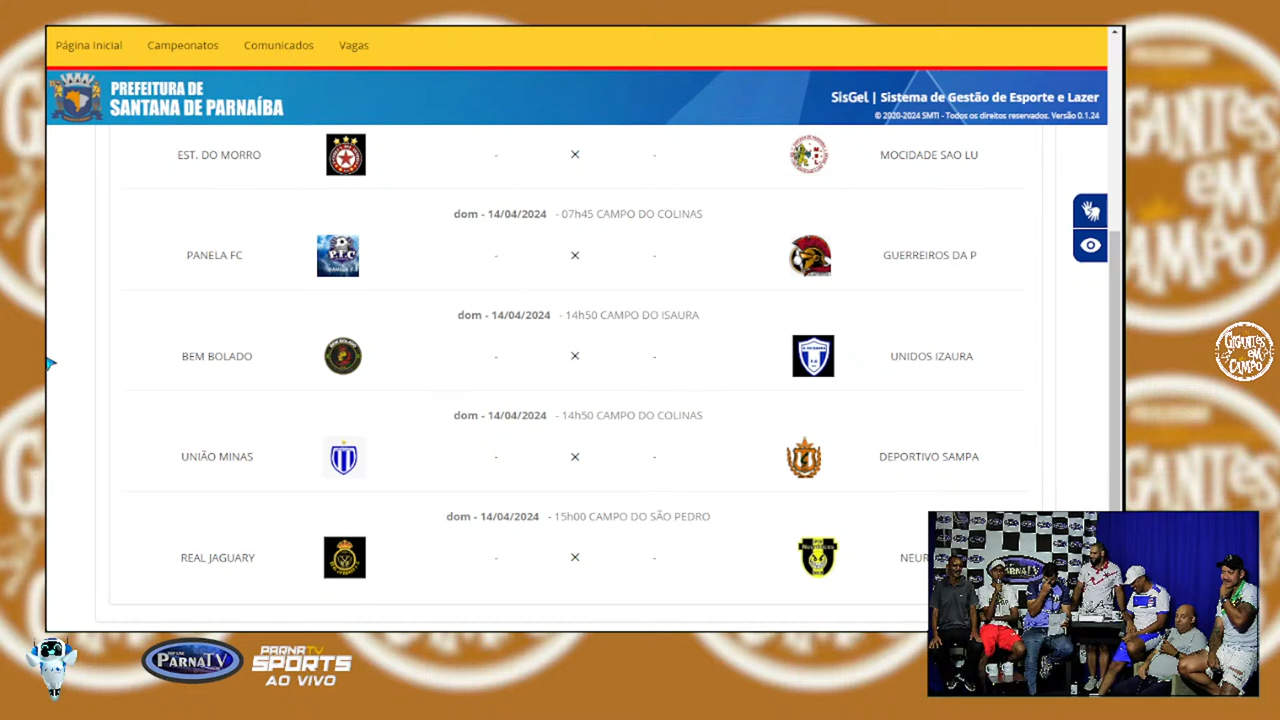 Página Inicial Campeonatos Comunicados Vagas
PREFEITURA DE
SANTANA DE PARNAÍBA
SisGel | Sistema de Gestão de Esporte e Lazer
© 2020-2024 SMTI - Todos os direitos reservados. Versão 0.1.24
EST. DO MORRO - × - MOCIDADE SAO LU
dom - 14/04/2024 - 07h45 CAMPO DO COLINAS
PANELA FC - × - GUERREIROS DA P
dom - 14/04/2024 - 14h50 CAMPO DO ISAURA
BEM BOLADO - × - UNIDOS IZAURA
dom - 14/04/2024 - 14h50 CAMPO DO COLINAS
UNIÃO MINAS - × - DEPORTIVO SAMPA
dom - 14/04/2024 - 15h00 CAMPO DO SÃO PEDRO
REAL JAGUARY - × - NEUR
GIGANTES
EM
CAMPO
PARNATV
PARNATV
SPORTS
AO VIVO
PARNATV